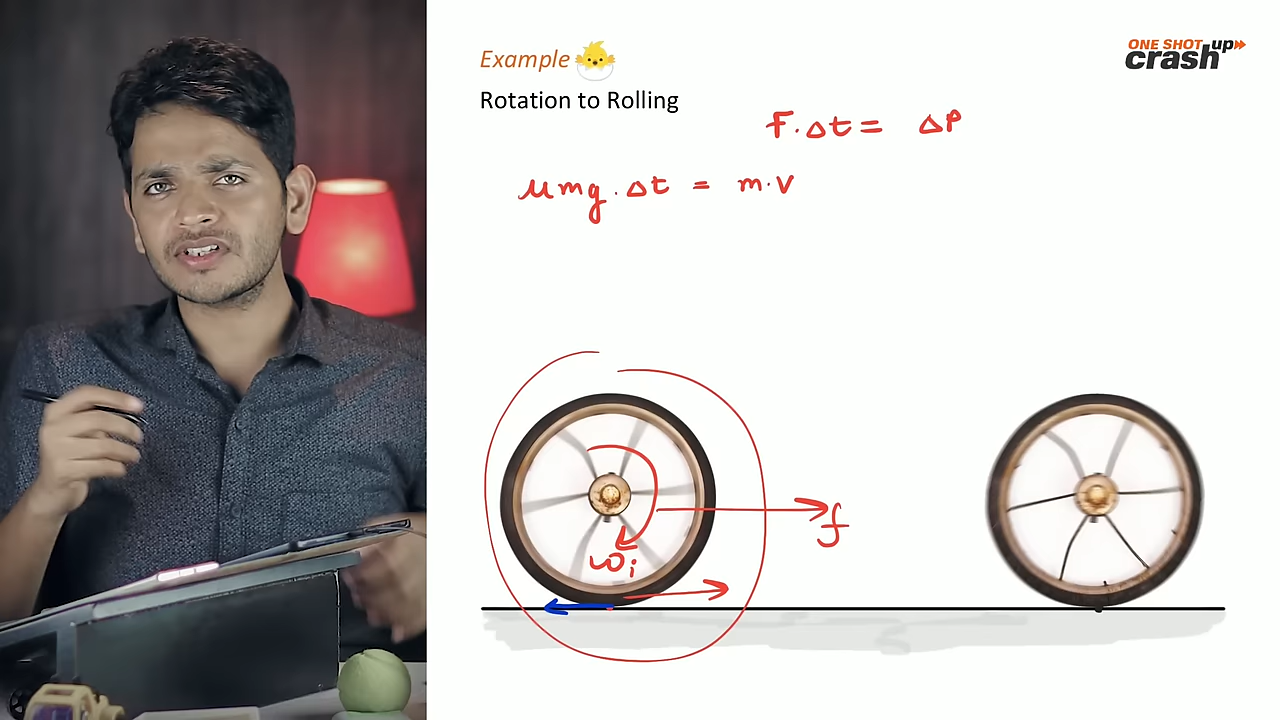 Example
Rotation to Rolling
ONE SHOT
crash up
F.Δt = ΔP
μmg.Δt = m.v
f
ωi